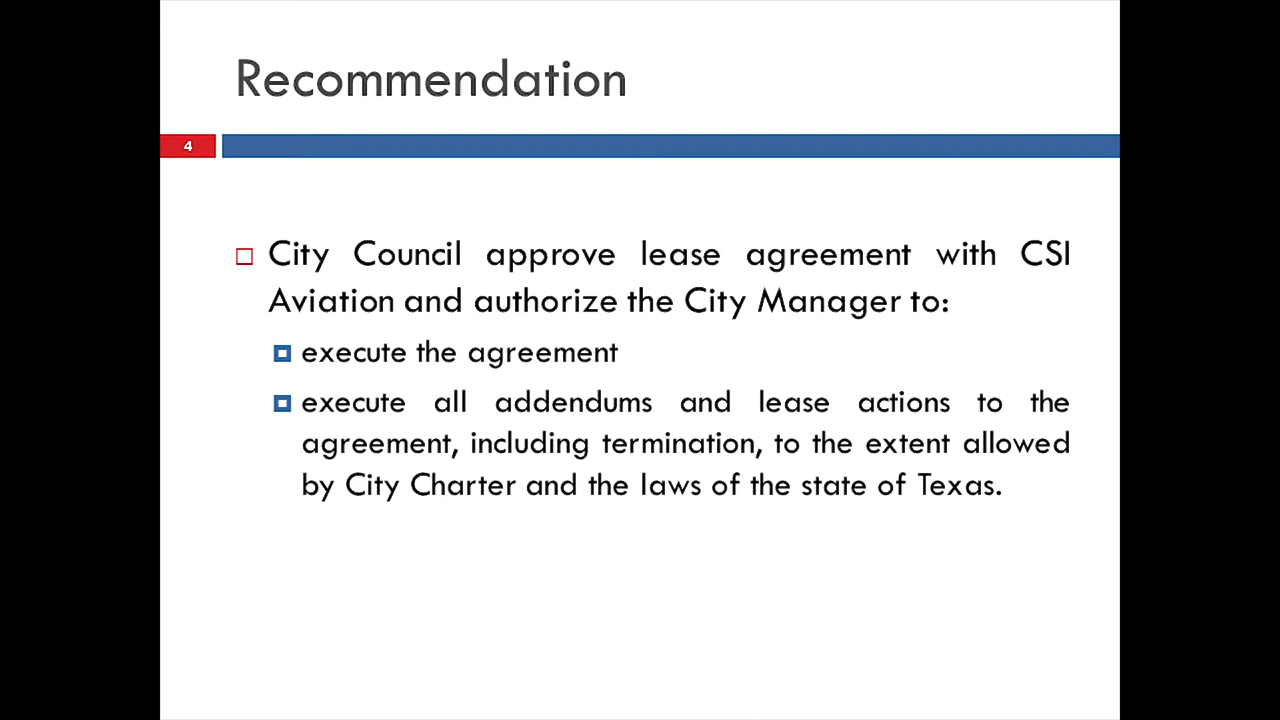 Recommendation
4
City Council approve lease agreement with CSI
Aviation and authorize the City Manager to:
execute the agreement
execute all addendums and lease actions to the
agreement, including termination, to the extent allowed
by City Charter and the laws of the state of Texas.